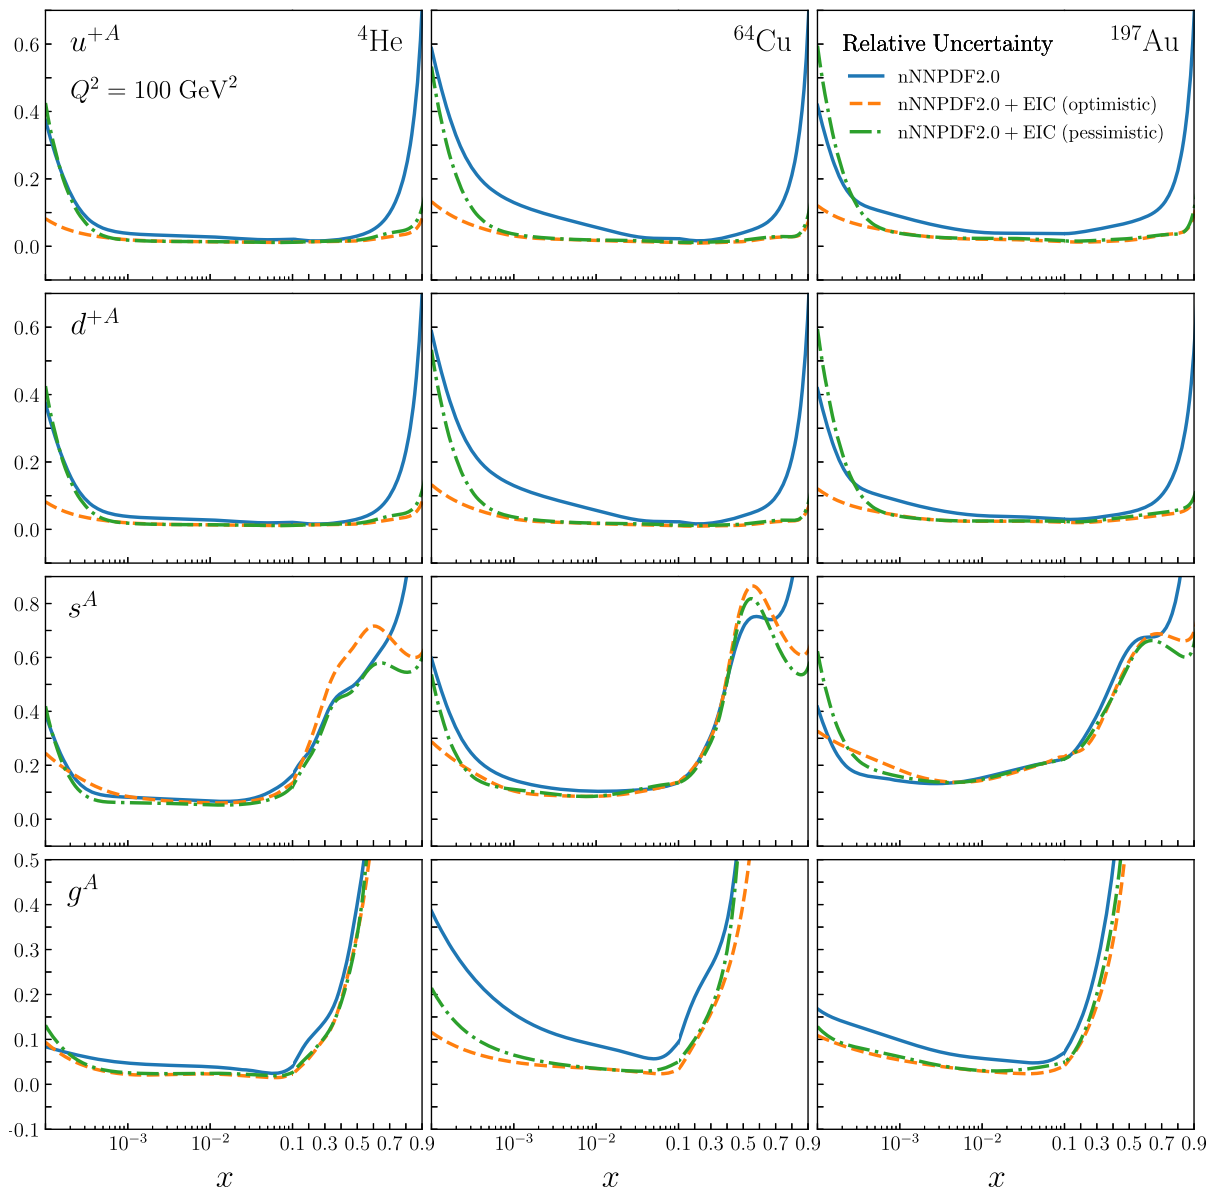 u⁺ᴬ
⁴He
⁶⁴Cu
¹⁹⁷Au
Q² = 100 GeV²
Relative Uncertainty
nNNPDF2.0
nNNPDF2.0 + EIC (optimistic)
nNNPDF2.0 + EIC (pessimistic)
0.6
0.4
0.2
0.0
d⁺ᴬ
0.6
0.4
0.2
0.0
sᴬ
0.8
0.6
0.4
0.2
0.0
gᴬ
0.5
0.4
0.3
0.2
0.1
0.0
-0.1
10⁻³ 10⁻² 0.1 0.3 0.5 0.7 0.9
10⁻³ 10⁻² 0.1 0.3 0.5 0.7 0.9
10⁻³ 10⁻² 0.1 0.3 0.5 0.7 0.9
x x x